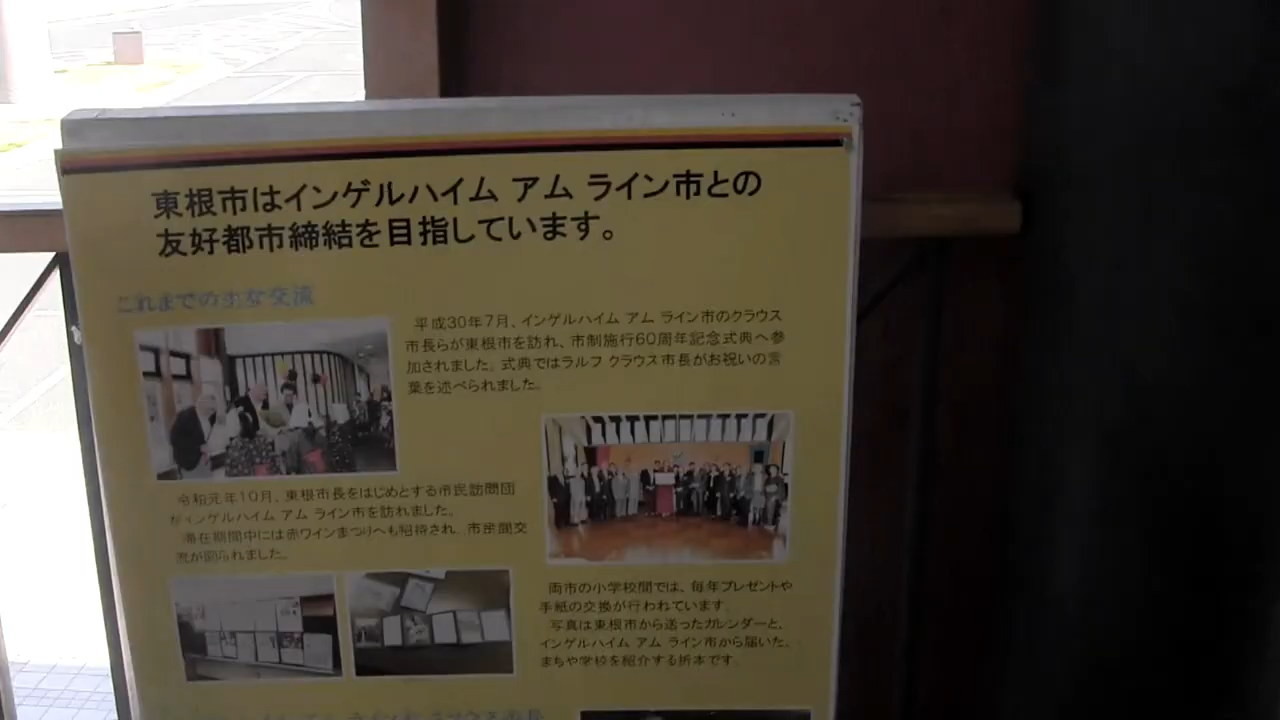 東根市はインゲルハイム アム ライン市との
友好都市締結を目指しています。
これまでの主な交流
平成30年7月、インゲルハイム アム ライン市のクラウス
市長らが東根市を訪れ、市制施行60周年記念式典へ参
加されました。式典ではラルフ クラウス市長がお祝いの言
葉を述べられました。
令和元年10月、東根市長をはじめとする市民訪問団
がインゲルハイム アム ライン市を訪れました。
滞在期間中には赤ワインまつりへも招待され、市民間交
流が図られました。
両市の小学校間では、毎年プレゼントや
手紙の交換が行われています。
写真は東根市から送ったカレンダーと、
インゲルハイム アム ライン市から届いた、
まちや学校を紹介する折本です。